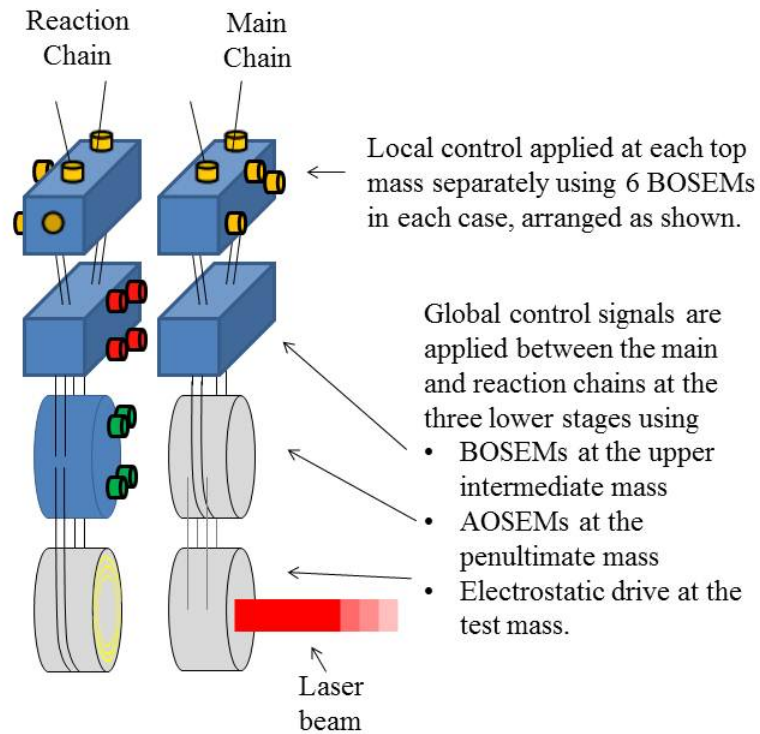 Reaction
Chain
Main
Chain
Local control applied at each top
mass separately using 6 BOSEMs
in each case, arranged as shown.
Global control signals are
applied between the main
and reaction chains at the
three lower stages using
• BOSEMs at the upper
intermediate mass
• AOSEMs at the
penultimate mass
• Electrostatic drive at the
test mass.
Laser
beam